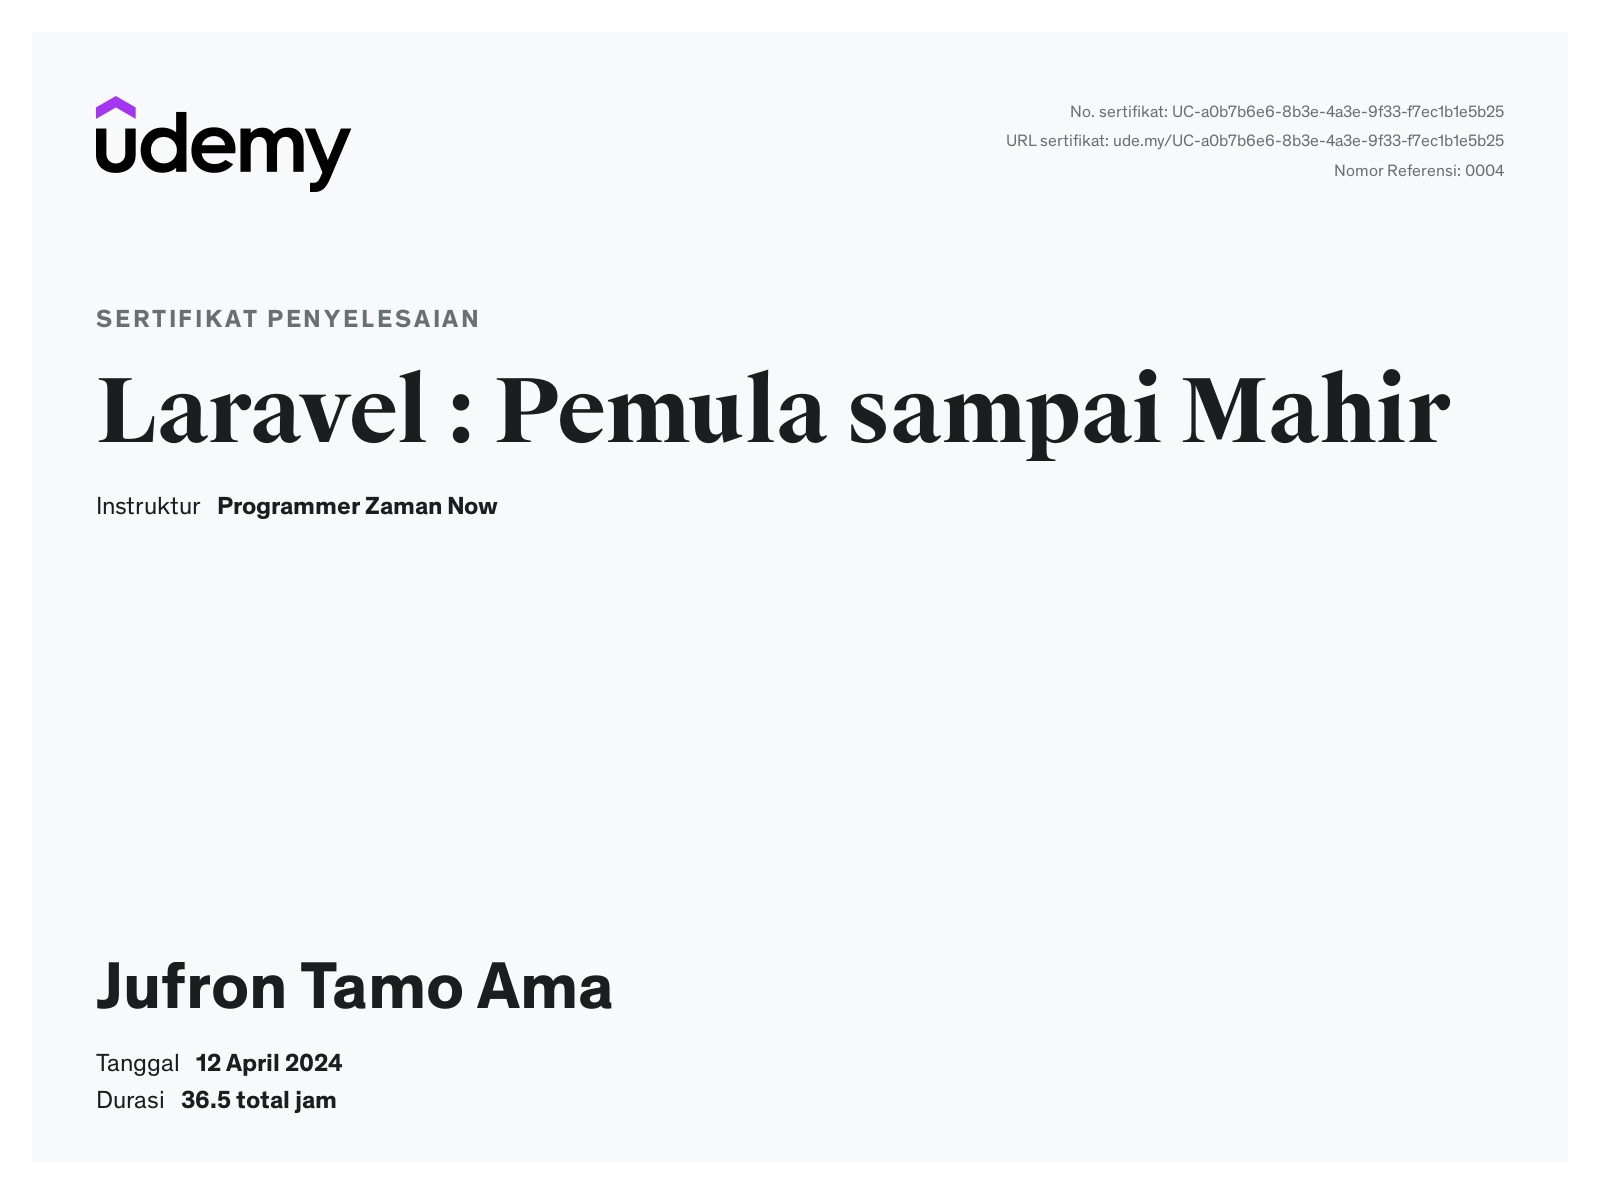 udemy
No. sertifikat: UC-a0b7b6e6-8b3e-4a3e-9f33-f7ec1b1e5b25
URL sertifikat: ude.my/UC-a0b7b6e6-8b3e-4a3e-9f33-f7ec1b1e5b25
Nomor Referensi: 0004
SERTIFIKAT PENYELESAIAN
Laravel : Pemula sampai Mahir
Instruktur Programmer Zaman Now
Jufron Tamo Ama
Tanggal 12 April 2024
Durasi 36.5 total jam